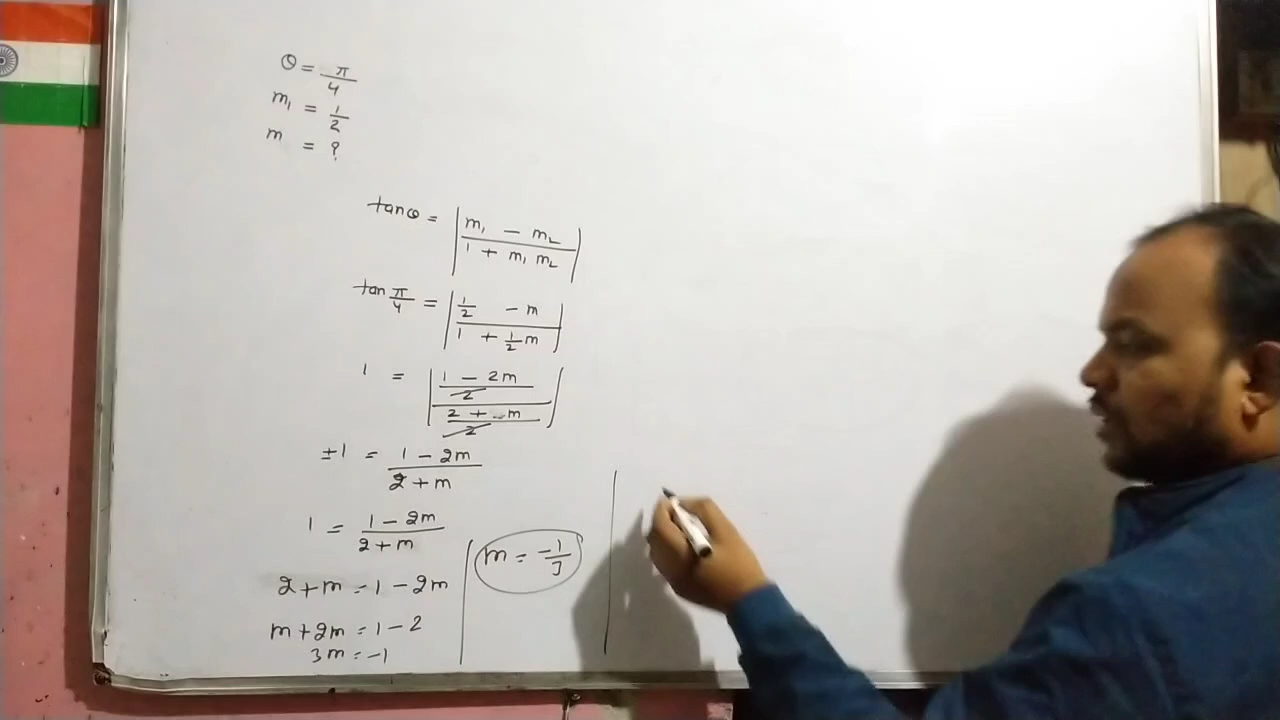 θ = π/4
m₁ = 1/2
m = ?
tanθ = | (m₁ - m₂) / (1 + m₁ m₂) |
tan π/4 = | (1/2 - m) / (1 + 1/2 m) |
1 = | ((1 - 2m) / 2) / ((2 + m) / 2) |
±1 = (1 - 2m) / (2 + m)
1 = (1 - 2m) / (2 + m)
2 + m = 1 - 2m
m + 2m = 1 - 2
3m = -1
m = -1/3